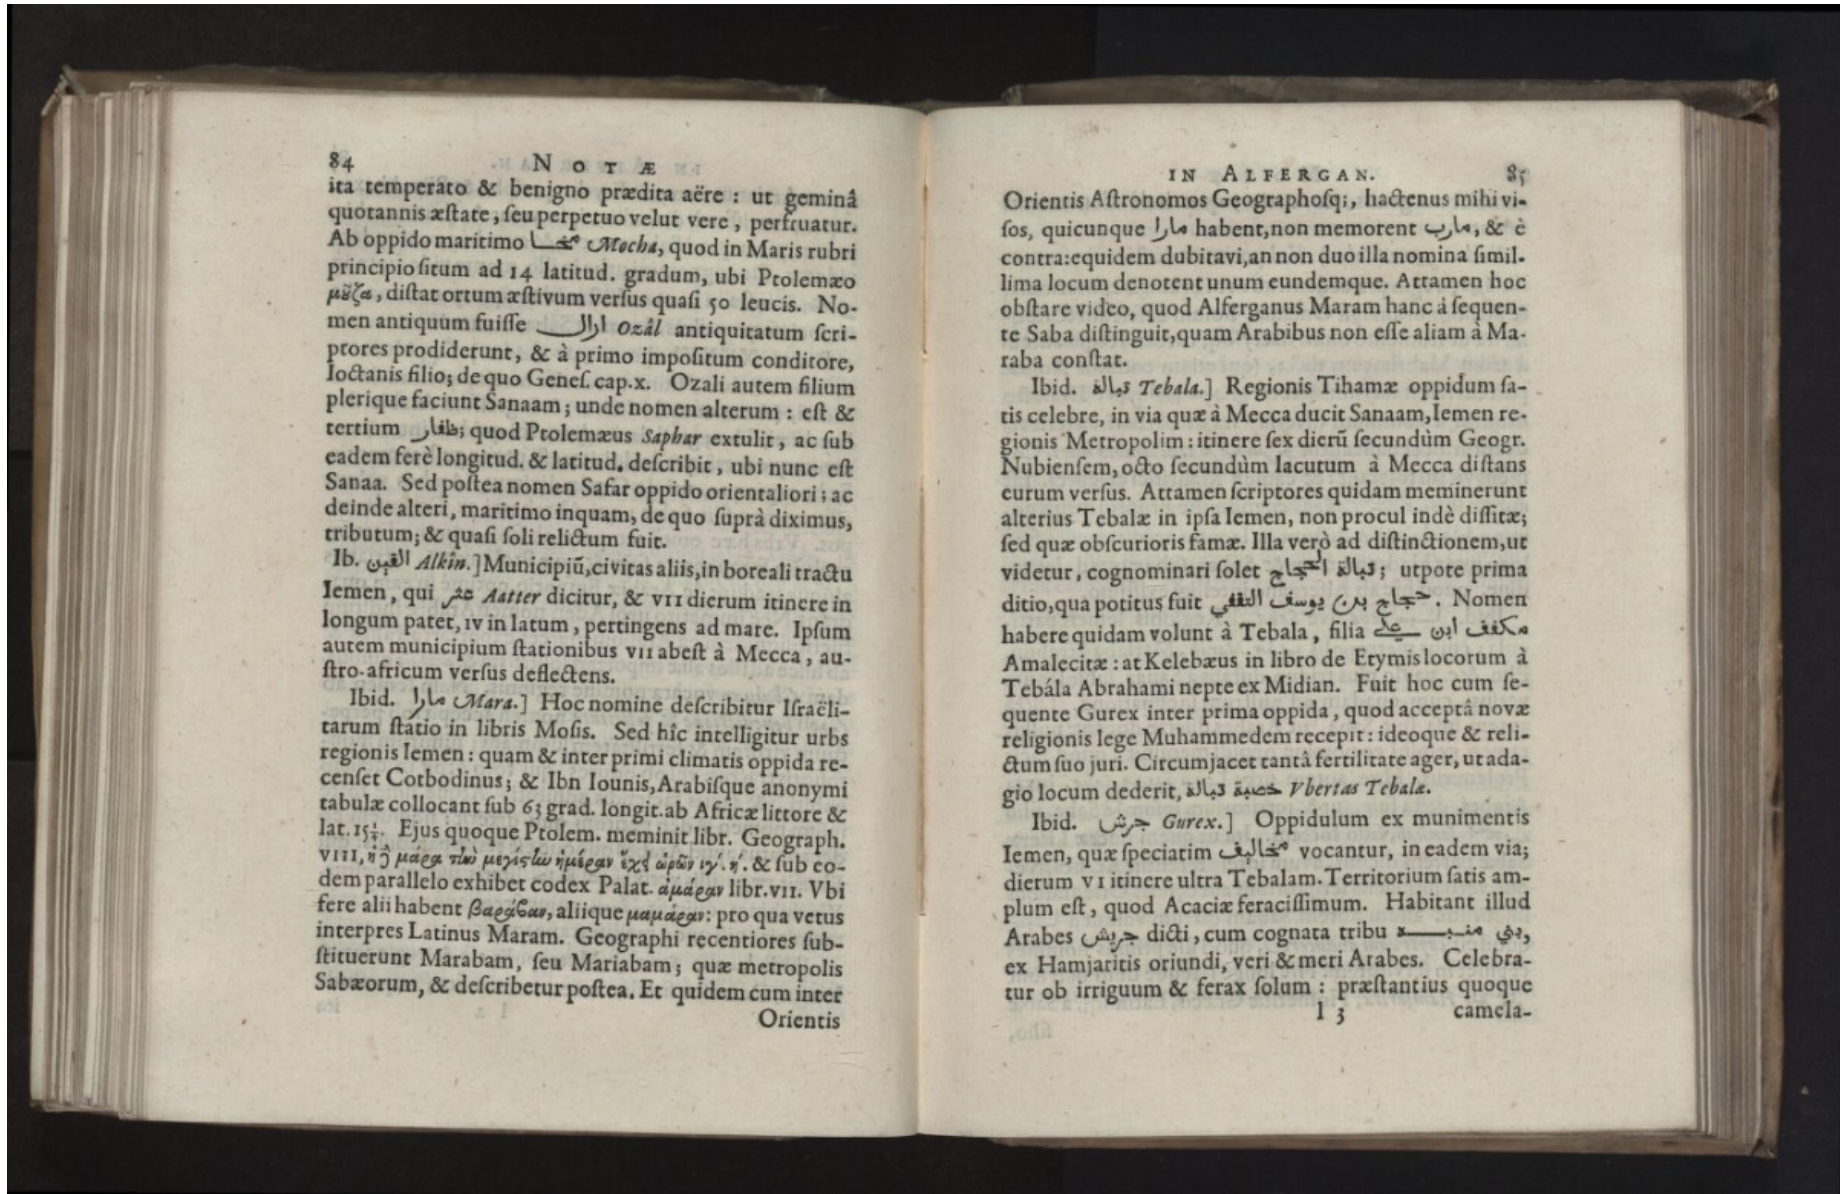 84 NOTÆ
ita temperato & benigno prædita aëre : ut geminâ
quotannis æſtate, ſeu perpetuo velut vere, perfruatur.
Ab oppido maritimo مخــا Mocha, quod in Maris rubri
principio ſitum ad 14 latitud. gradum, ubi Ptolemæo
μȣ̃ζα, diſtat ortum æſtivum verſus quaſi 50 leucis. No-
men antiquum fuiſſe ازال Ozâl antiquitatum ſcri-
ptores prodiderunt, & à primo impoſitum conditore,
Ioctanis filio; de quo Geneſ. cap.x. Ozali autem filium
plerique faciunt Sanaam; unde nomen alterum : eſt &
tertium ظفار; quod Ptolemæus Saphar extulit, ac ſub
eadem ferè longitud. & latitud. deſcribit, ubi nunc eſt
Sanaa. Sed poſtea nomen Safar oppido orientaliori; ac
deinde alteri, maritimo inquam, de quo ſuprà diximus,
tributum; & quaſi ſoli relictum fuit.
Ib. القين Alkîn.] Municipiũ, civitas aliis, in boreali tractu
Iemen, qui عثر Aatter dicitur, & VII dierum itinere in
longum patet, IV in latum, pertingens ad mare. Ipſum
autem municipium ſtationibus VII abeſt à Mecca, au-
ſtro-africum verſus deflectens.
Ibid. مارا Mara.] Hoc nomine deſcribitur Iſraëli-
tarum ſtatio in libris Moſis. Sed hîc intelligitur urbs
regionis Iemen : quam & inter primi climatis oppida re-
cenſet Cotbodinus; & Ibn Iounis, Arabiſque anonymi
tabulæ collocant ſub 63 grad. longit. ab Africæ littore &
lat. 15¼. Ejus quoque Ptolem. meminit libr. Geograph.
VIII, ἡ ϳ μάρα τἰὼ μεγίςlω ἡμέραν ἔχϟ ὡρῶν ιγ΄. η΄. & ſub eo-
dem parallelo exhibet codex Palat. ἀμάραν libr. VII. Vbi
fere alii habent βαράϐαν, aliique μαμάραν: pro qua vetus
interpres Latinus Maram. Geographi recentiores ſub-
ſtituerunt Marabam, ſeu Mariabam; quæ metropolis
Sabæorum, & deſcribetur poſtea. Et quidem cum inter
Orientis
IN ALFERGAN. 85
Orientis Aſtronomos Geographoſq;, hactenus mihi vi-
ſos, quicunque مارا habent, non memorent مارب, & è
contra: equidem dubitavi, an non duo illa nomina ſimil-
lima locum denotent unum eundemque. Attamen hoc
obſtare video, quod Alferganus Maram hanc à ſequen-
te Saba diſtinguit, quam Arabibus non eſſe aliam à Ma-
raba conſtat.
Ibid. تبالة Tebala.] Regionis Tihamæ oppidum ſa-
tis celebre, in via quæ à Mecca ducit Sanaam, Iemen re-
gionis Metropolim : itinere ſex dierũ ſecundùm Geogr.
Nubienſem, octo ſecundùm Iacutum à Mecca diſtans
eurum verſus. Attamen ſcriptores quidam meminerunt
alterius Tebalæ in ipſa Iemen, non procul indè diſſitæ;
ſed quæ obſcurioris famæ. Illa verò ad diſtinctionem, ut
videtur, cognominari ſolet تبالة الحجاج; utpote prima
ditio, qua potitus fuit حجاج بن يوسف الثقفي. Nomen
habere quidam volunt à Tebala, filia مكفف ابن علي
Amalecitæ : at Kelebæus in libro de Etymis locorum à
Tebála Abrahami nepte ex Midian. Fuit hoc cum ſe-
quente Gurex inter prima oppida, quod acceptâ novæ
religionis lege Muhammedem recepit : ideoque & reli-
ctum ſuo juri. Circumjacet tantâ fertilitate ager, ut ada-
gio locum dederit, خصبة تبالة Vbertas Tebalæ.
Ibid. جرش Gurex.] Oppidulum ex munimentis
Iemen, quæ ſpeciatim مخاليف vocantur, in eadem via;
dierum VI itinere ultra Tebalam. Territorium ſatis am-
plum eſt, quod Acaciæ feraciſſimum. Habitant illud
Arabes جريش dicti, cum cognata tribu بني منبــه,
ex Hamjaritis oriundi, veri & meri Arabes. Celebra-
tur ob irriguum & ferax ſolum : præſtantius quoque
l 3 camela-